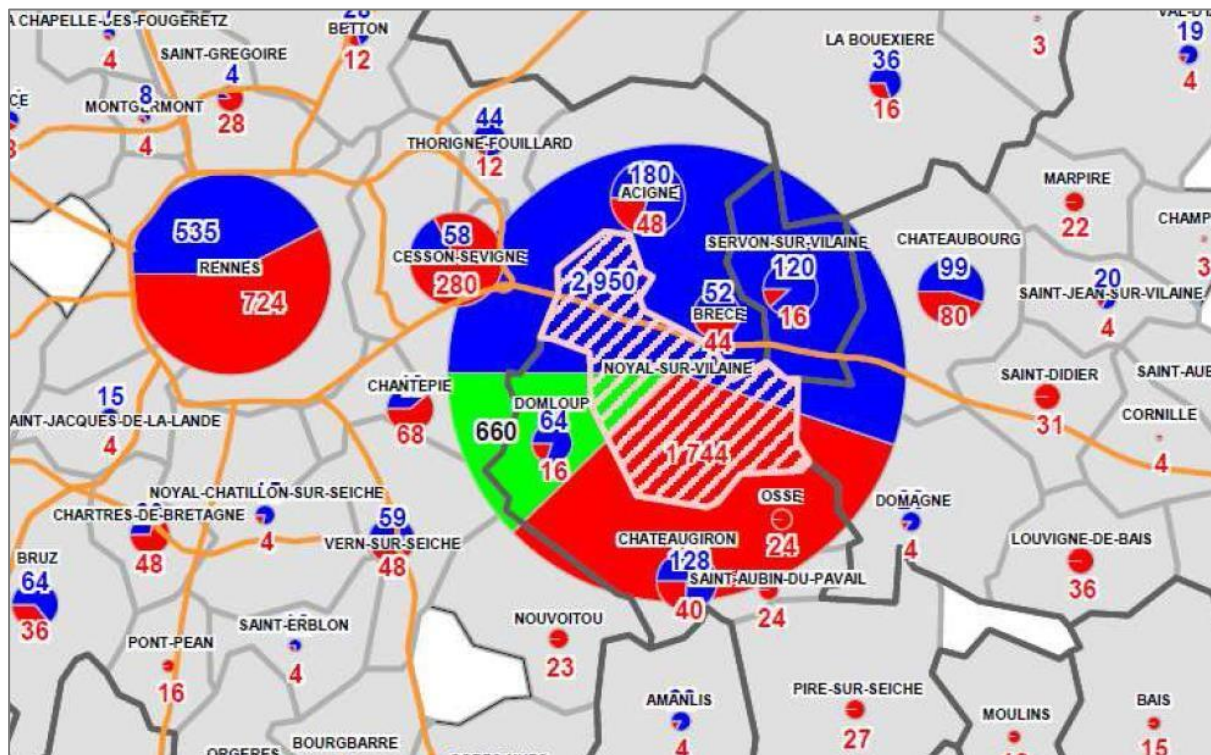 A CHAPELLE-DES-FOUGERETZ
4
SAINT-GREGOIRE
4
28
BETTON
12
MONTGERMONT
8
4
44
THORIGNE-FOUILLARD
12
LA BOUEXIERE
36
16
3
19
4
MARPIRE
22
CHAMP
3
535
RENNES
724
58
CESSON-SEVIGNE
280
180
ACIGNE
48
SERVON-SUR-VILAINE
120
16
CHATEAUBOURG
99
80
20
SAINT-JEAN-SUR-VILAINE
4
2 950
52
BRECE
44
NOYAL-SUR-VILAINE
1 744
660
DOMLOUP
64
16
CHANTEPIE
68
SAINT-DIDIER
31
SAINT-AUB
CORNILLE
4
15
AINT-JACQUES-DE-LA-LANDE
4
NOYAL-CHATILLON-SUR-SEICHE
4
CHARTRES-DE-BRETAGNE
48
59
VERN-SUR-SEICHE
48
OSSE
24
DOMAGNE
4
LOUVIGNE-DE-BAIS
36
BRUZ
64
36
CHATEAUGIRON
128
40
SAINT-AUBIN-DU-PAVAIL
24
PONT-PEAN
16
SAINT-ERBLON
4
NOUVOITOU
23
AMANLIS
4
PIRE-SUR-SEICHE
27
MOULINS
BAIS
15
BOURGBARRE
ORGERES